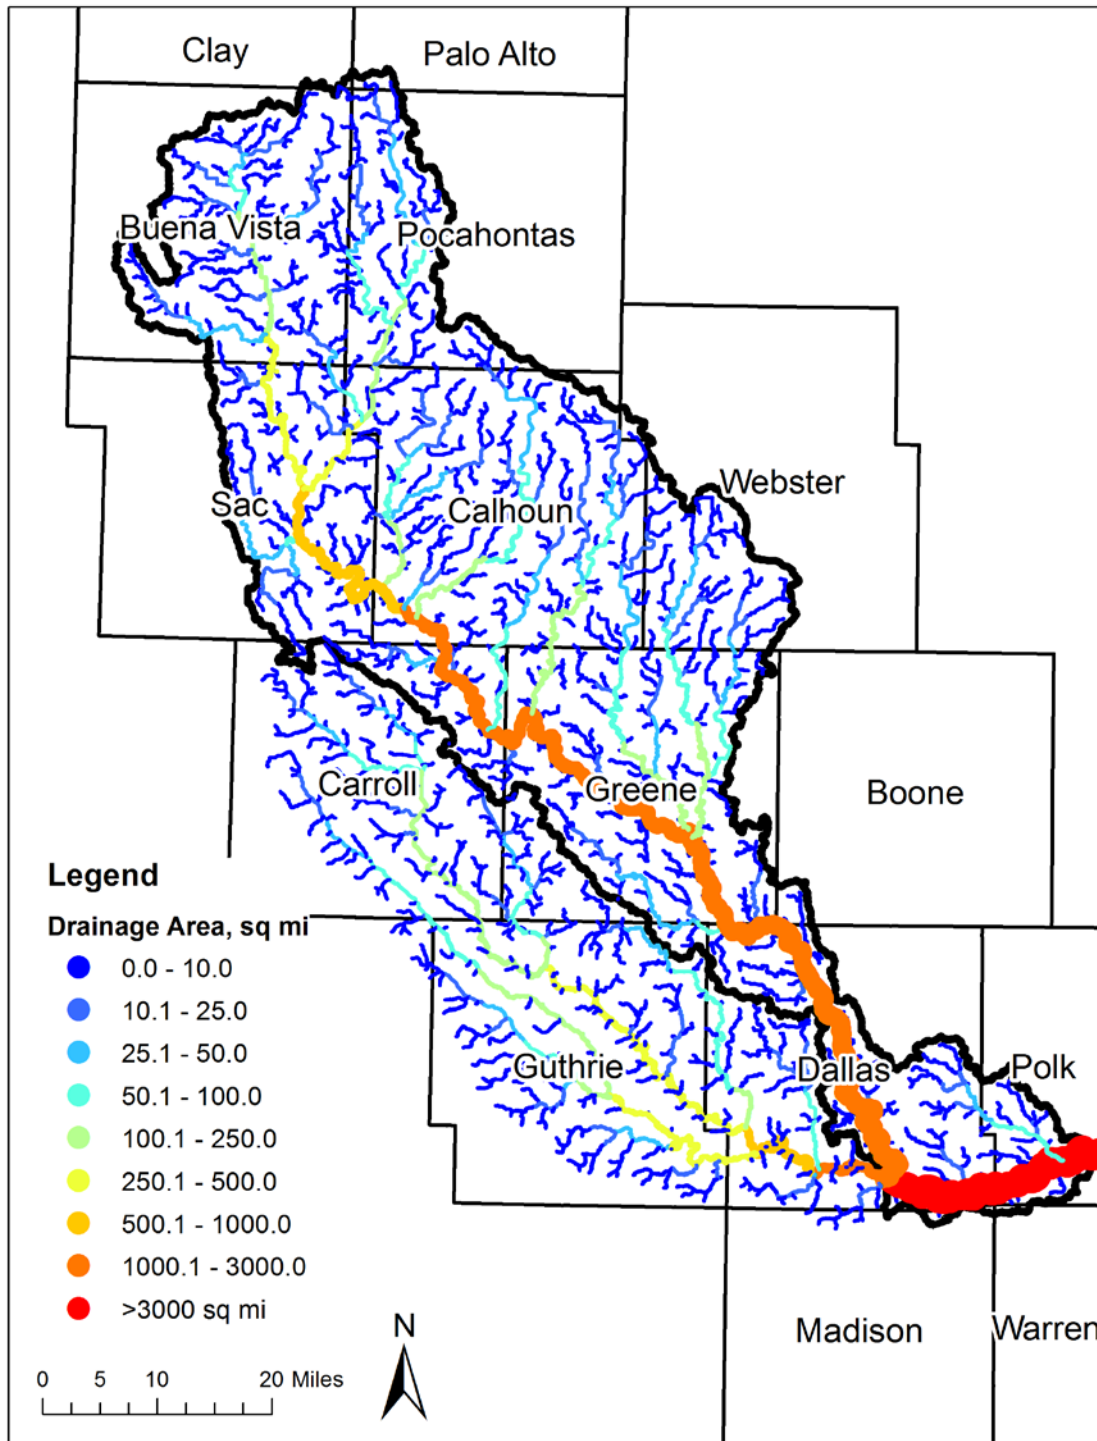 Clay
Palo Alto
Buena Vista
Pocahontas
Webster
Sac
Calhoun
Carroll
Greene
Boone
Legend
Drainage Area, sq mi
0.0 - 10.0
10.1 - 25.0
25.1 - 50.0
50.1 - 100.0
100.1 - 250.0
250.1 - 500.0
500.1 - 1000.0
1000.1 - 3000.0
>3000 sq mi
Guthrie
Dallas
Polk
Madison
Warren
N
0 5 10 20 Miles